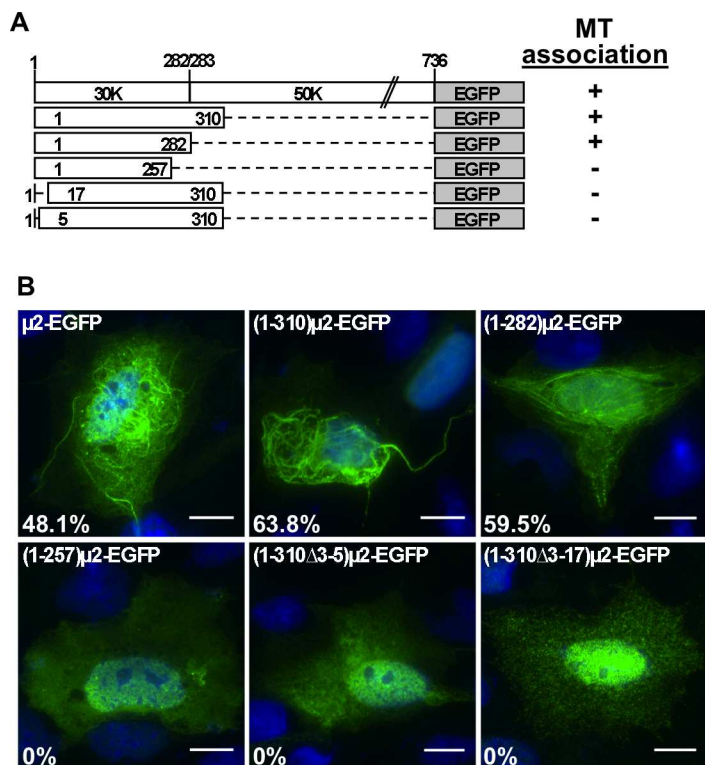 A
MT
association
1 282/283 736
30K 50K EGFP +
1 310 EGFP +
1 282 EGFP +
1 257 EGFP -
1 17 310 EGFP -
1 5 310 EGFP -
B
μ2-EGFP (1-310)μ2-EGFP (1-282)μ2-EGFP
48.1% 63.8% 59.5%
(1-257)μ2-EGFP (1-310Δ3-5)μ2-EGFP (1-310Δ3-17)μ2-EGFP
0% 0% 0%